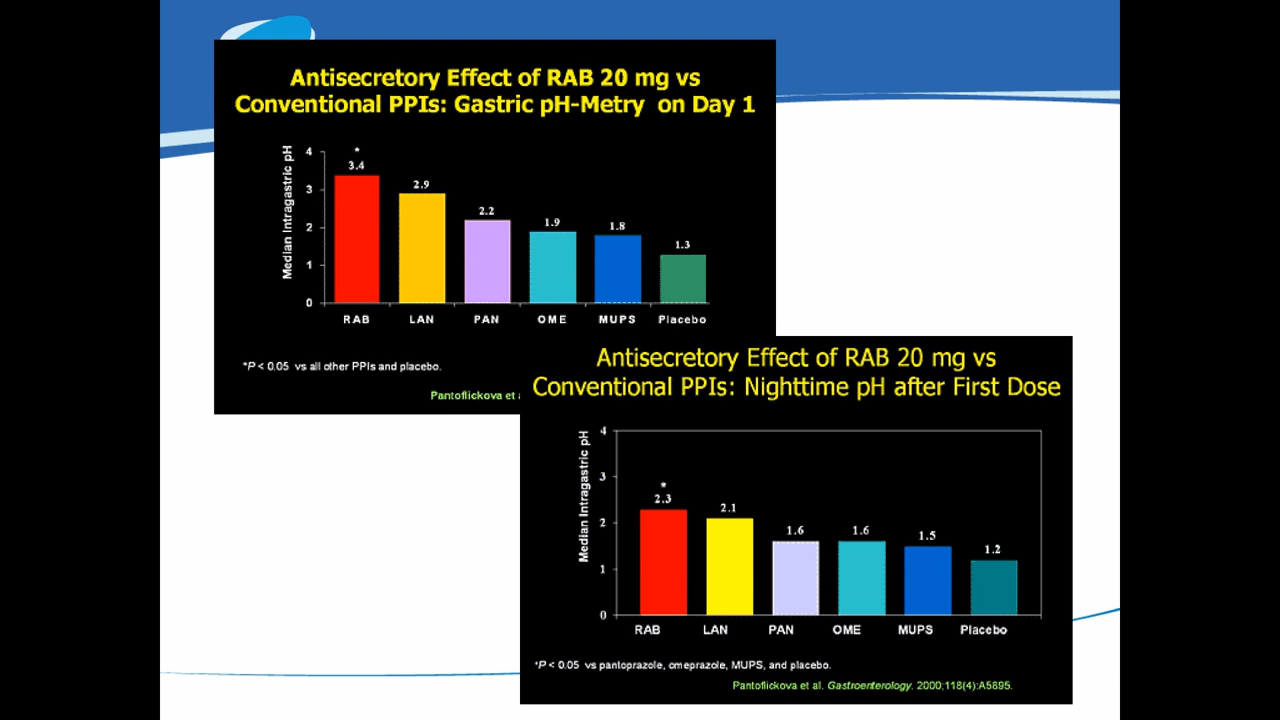 Antisecretory Effect of RAB 20 mg vs
Conventional PPIs: Gastric pH-Metry on Day 1
Median Intragastric pH
4
3
2
1
0
*
3.4
2.9
2.2
1.9
1.8
1.3
RAB LAN PAN OME MUPS Placebo
*P < 0.05 vs all other PPIs and placebo.
Pantoflickova et
Antisecretory Effect of RAB 20 mg vs
Conventional PPIs: Nighttime pH after First Dose
Median Intragastric pH
4
3
2
1
0
*
2.3
2.1
1.6
1.6
1.5
1.2
RAB LAN PAN OME MUPS Placebo
*P < 0.05 vs pantoprazole, omeprazole, MUPS, and placebo.
Pantoflickova et al. Gastroenterology. 2000;118(4):A5895.